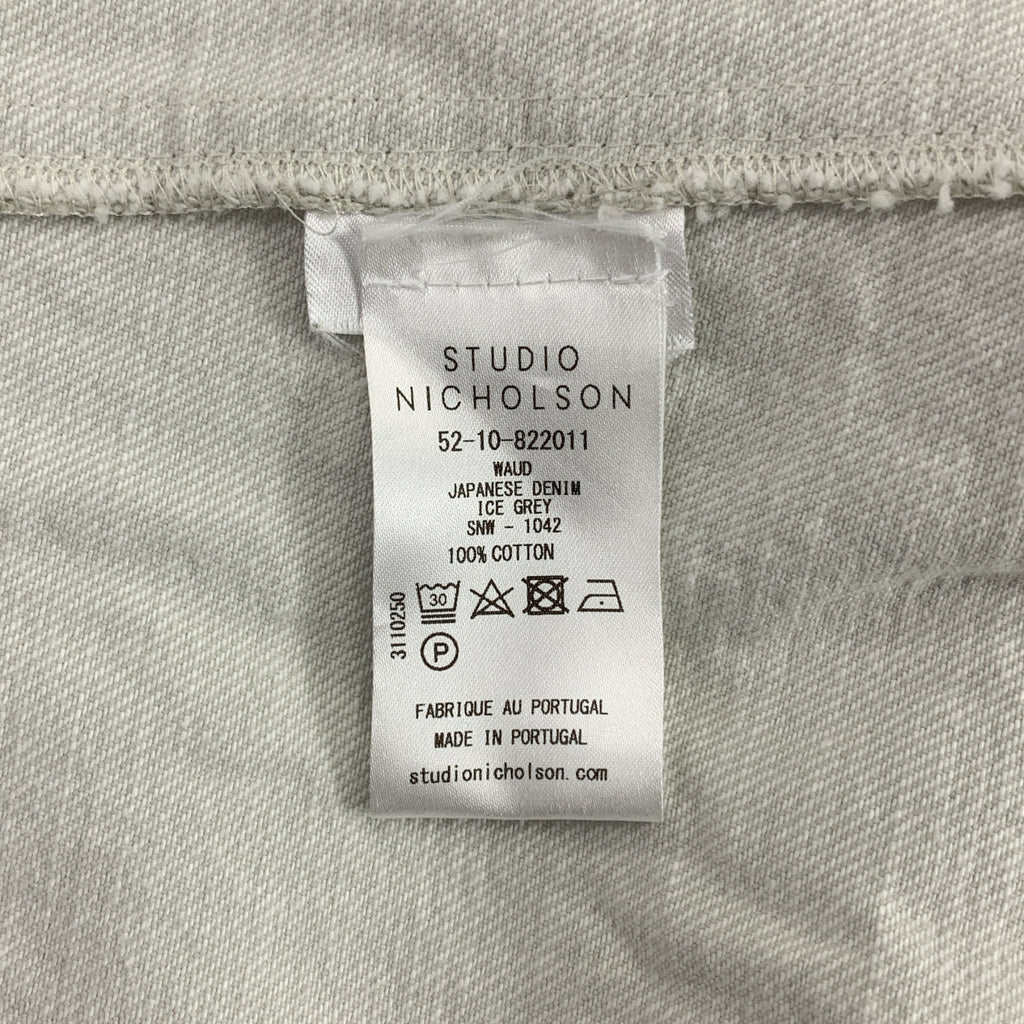 STUDIO
NICHOLSON
52-10-822011
WAUD
JAPANESE DENIM
ICE GREY
SNW - 1042
100% COTTON
30
3110250
P
FABRIQUE AU PORTUGAL
MADE IN PORTUGAL
studionicholson.com